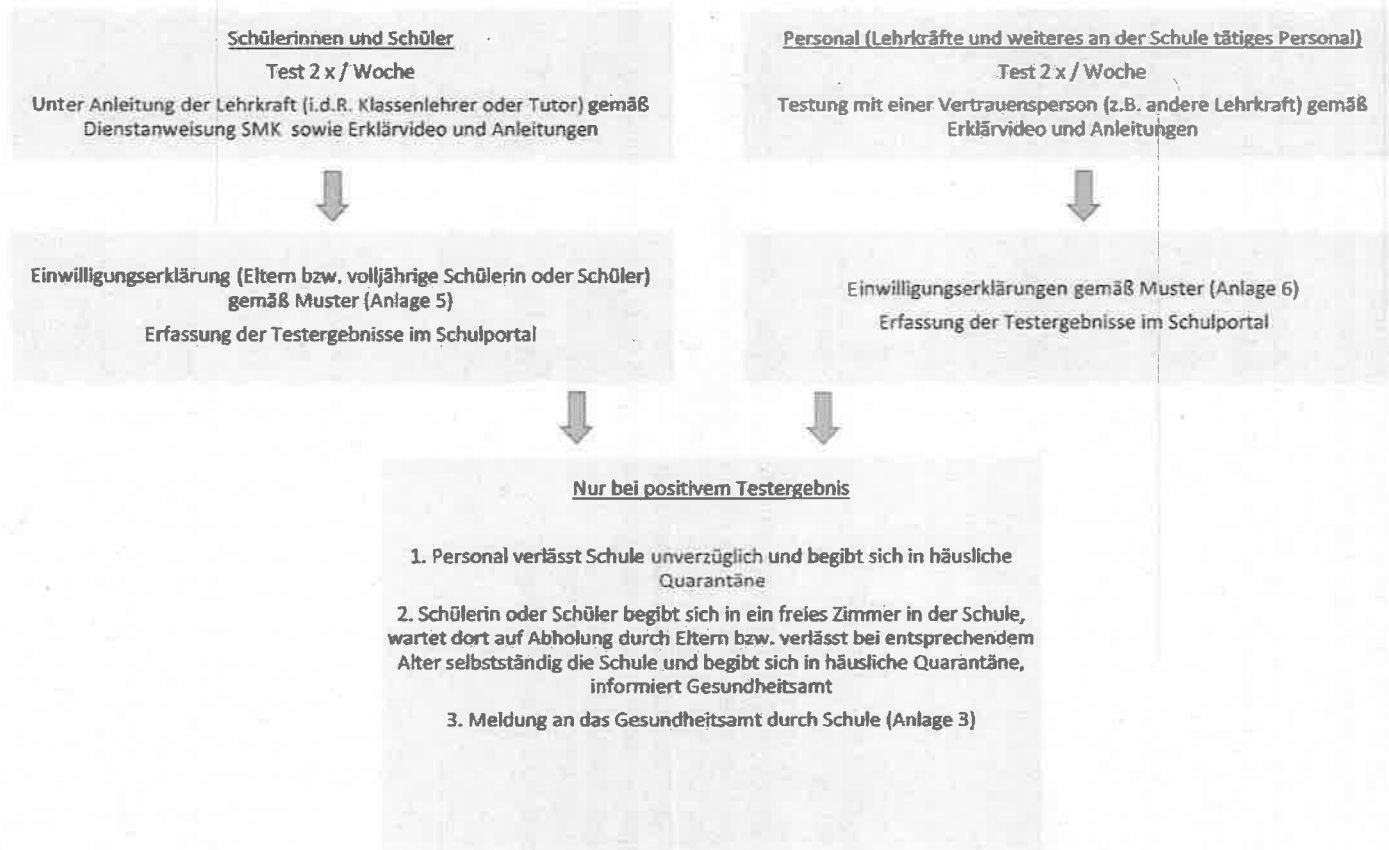 Schülerinnen und Schüler
Test 2 x / Woche
Unter Anleitung der Lehrkraft (i.d.R. Klassenlehrer oder Tutor) gemäß
Dienstanweisung SMK sowie Erklärvideo und Anleitungen
Personal (Lehrkräfte und weiteres an der Schule tätiges Personal)
Test 2 x / Woche
Testung mit einer Vertrauensperson (z.B. andere Lehrkraft) gemäß
Erklärvideo und Anleitungen
Einwilligungserklärung (Eltern bzw. volljährige Schülerin oder Schüler)
gemäß Muster (Anlage 5)
Erfassung der Testergebnisse im Schulportal
Einwilligungserklärungen gemäß Muster (Anlage 6)
Erfassung der Testergebnisse im Schulportal
Nur bei positivem Testergebnis
1. Personal verlässt Schule unverzüglich und begibt sich in häusliche
Quarantäne
2. Schülerin oder Schüler begibt sich in ein freies Zimmer in der Schule,
wartet dort auf Abholung durch Eltern bzw. verlässt bei entsprechendem
Alter selbstständig die Schule und begibt sich in häusliche Quarantäne,
informiert Gesundheitsamt
3. Meldung an das Gesundheitsamt durch Schule (Anlage 3)